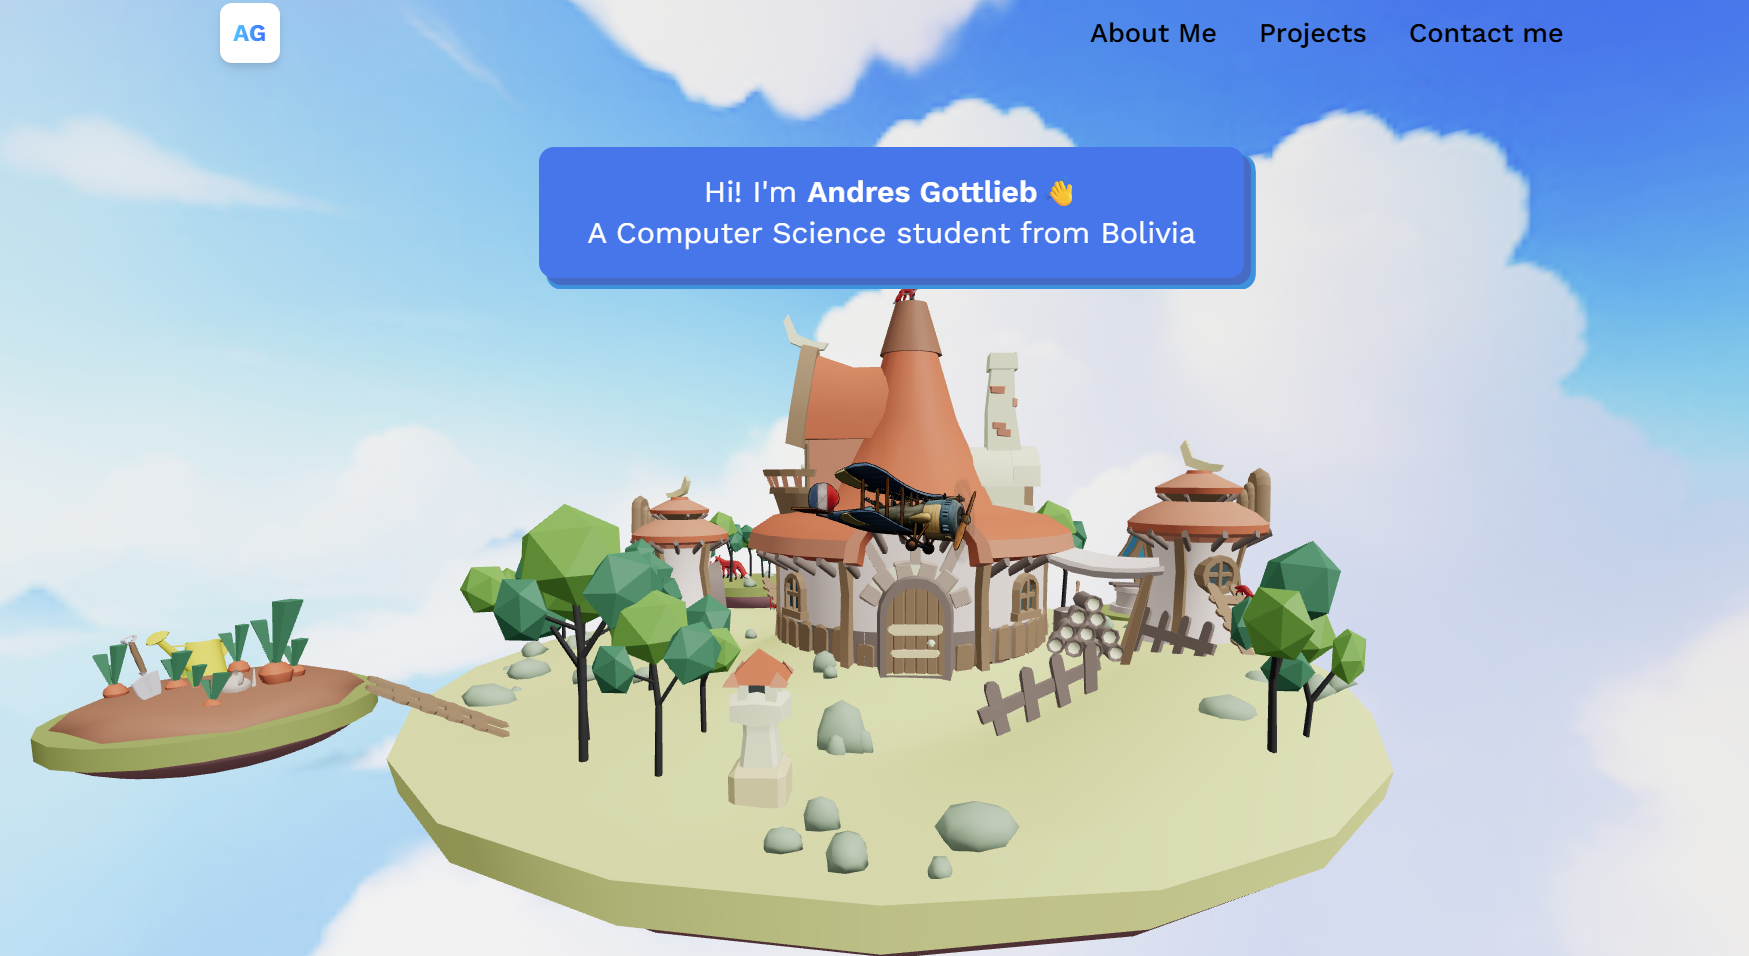 AG
About Me
Projects
Contact me
Hi! I'm Andres Gottlieb 👋
A Computer Science student from Bolivia